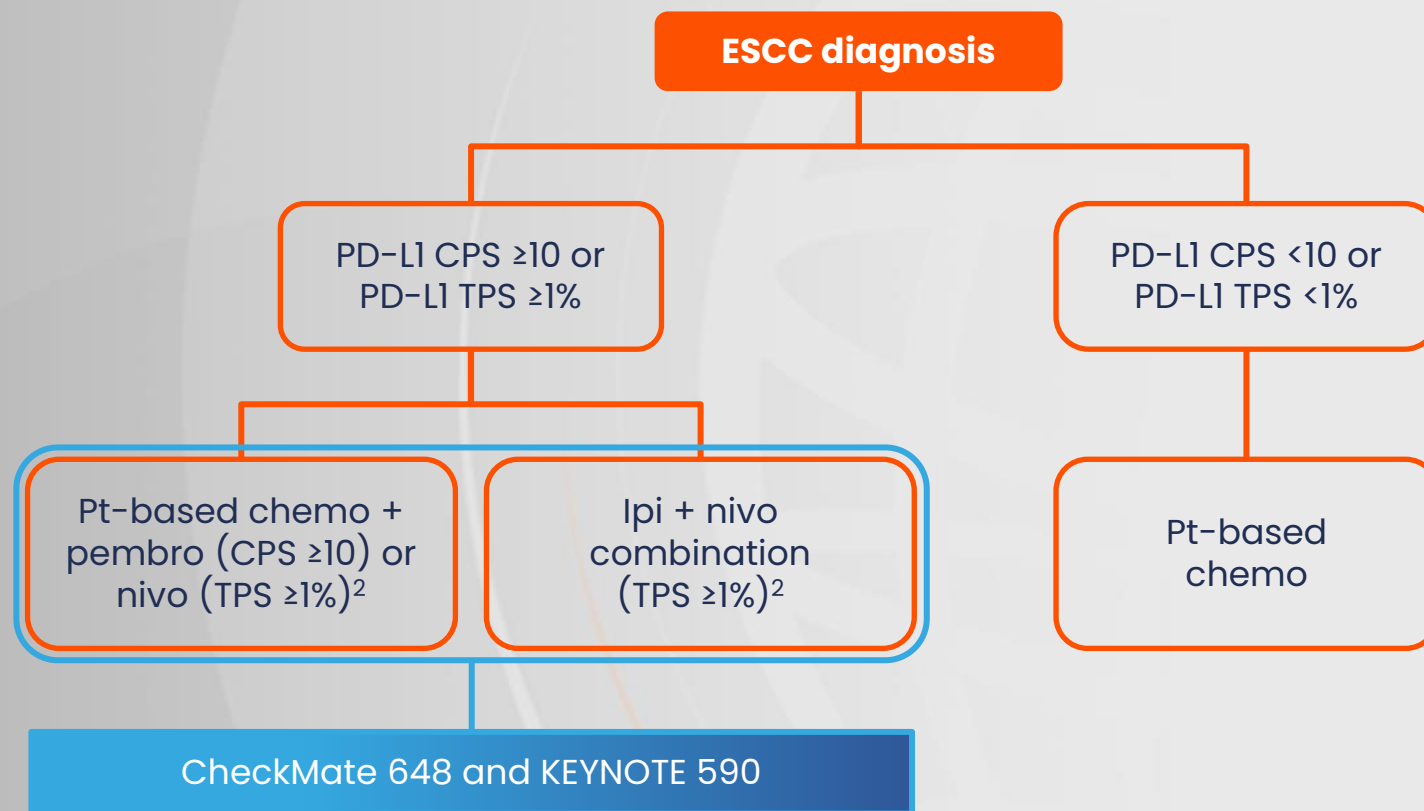 ESCC diagnosis
PD-L1 CPS ≥10 or
PD-L1 TPS ≥1%
PD-L1 CPS <10 or
PD-L1 TPS <1%
Pt-based chemo +
pembro (CPS ≥10) or
nivo (TPS ≥1%)²
Ipi + nivo
combination
(TPS ≥1%)²
Pt-based
chemo
CheckMate 648 and KEYNOTE 590